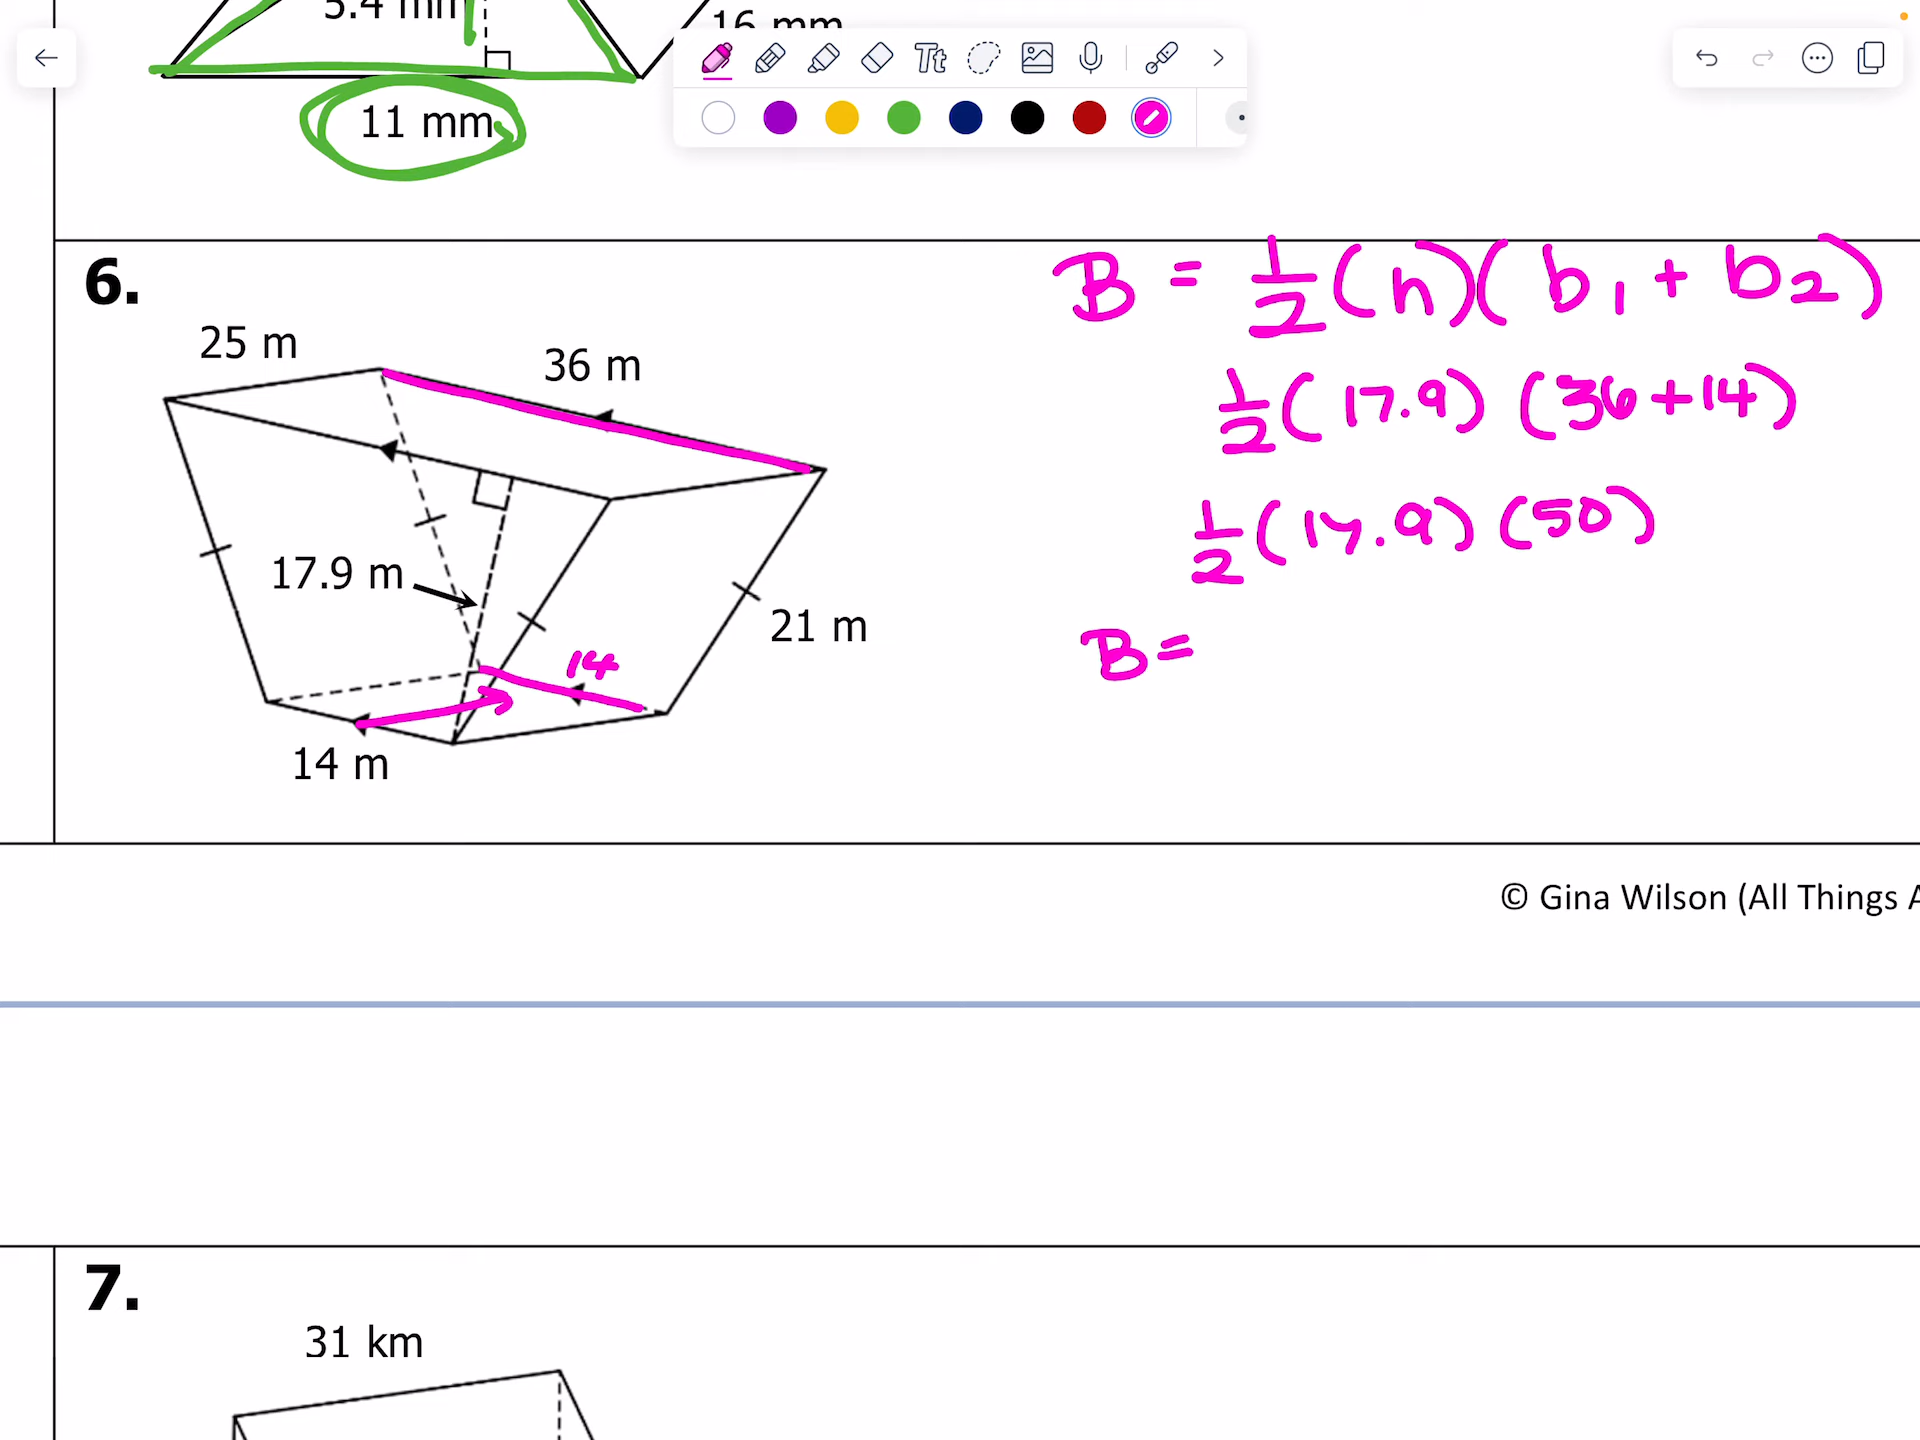 5.4 mm
16 mm
Tt
11 mm
6.
B = 1/2 (h)(b₁ + b₂)
25 m
36 m
1/2 (17.9) (36+14)
1/2 (17.9) (50)
17.9 m
21 m
B =
14
14 m
© Gina Wilson (All Things A
7.
31 km